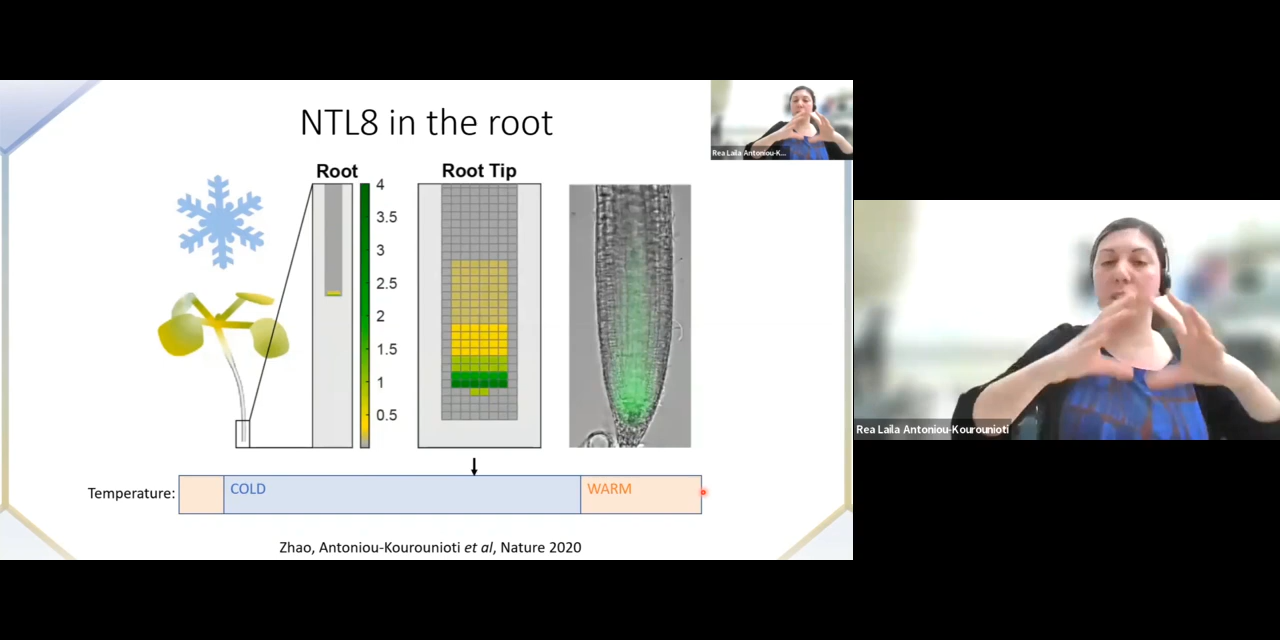 NTL8 in the root
Rea Laila Antoniou-K...
Root
Root Tip
4
3.5
3
2.5
2
1.5
1
0.5
Temperature:
COLD
WARM
Zhao, Antoniou-Kourounioti et al, Nature 2020
Rea Laila Antoniou-Kourounioti